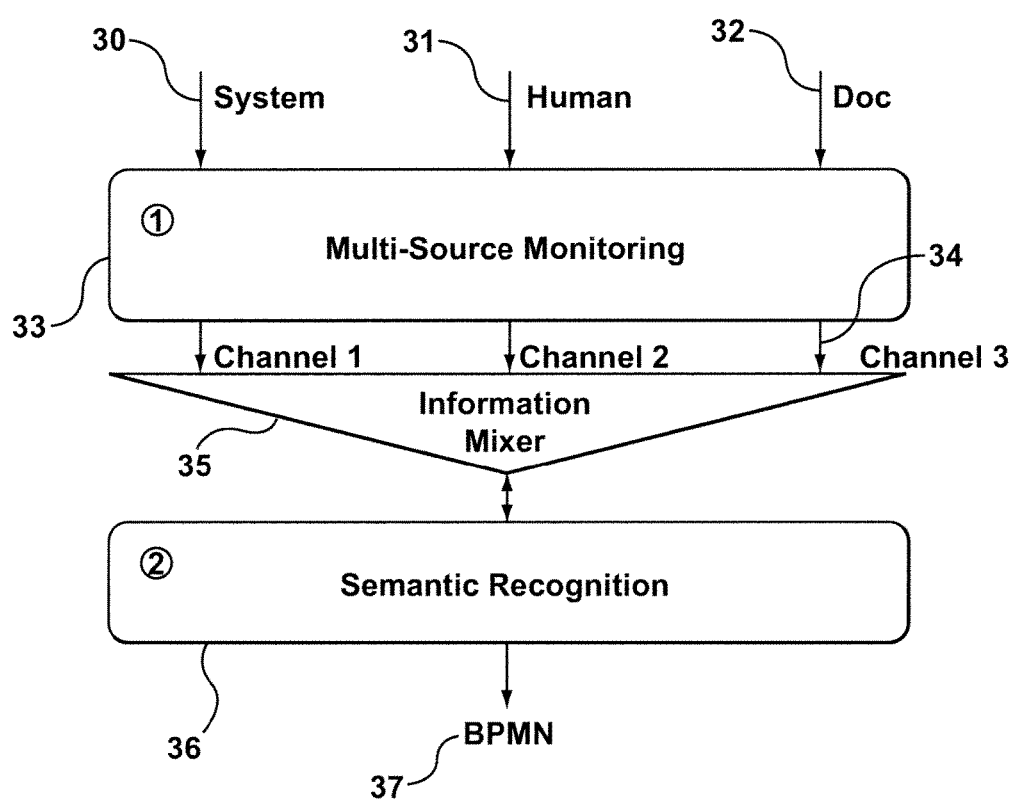 30
31
32
System
Human
Doc
①
Multi-Source Monitoring
34
33
Channel 1
Channel 2
Channel 3
Information
Mixer
35
②
Semantic Recognition
36
BPMN
37